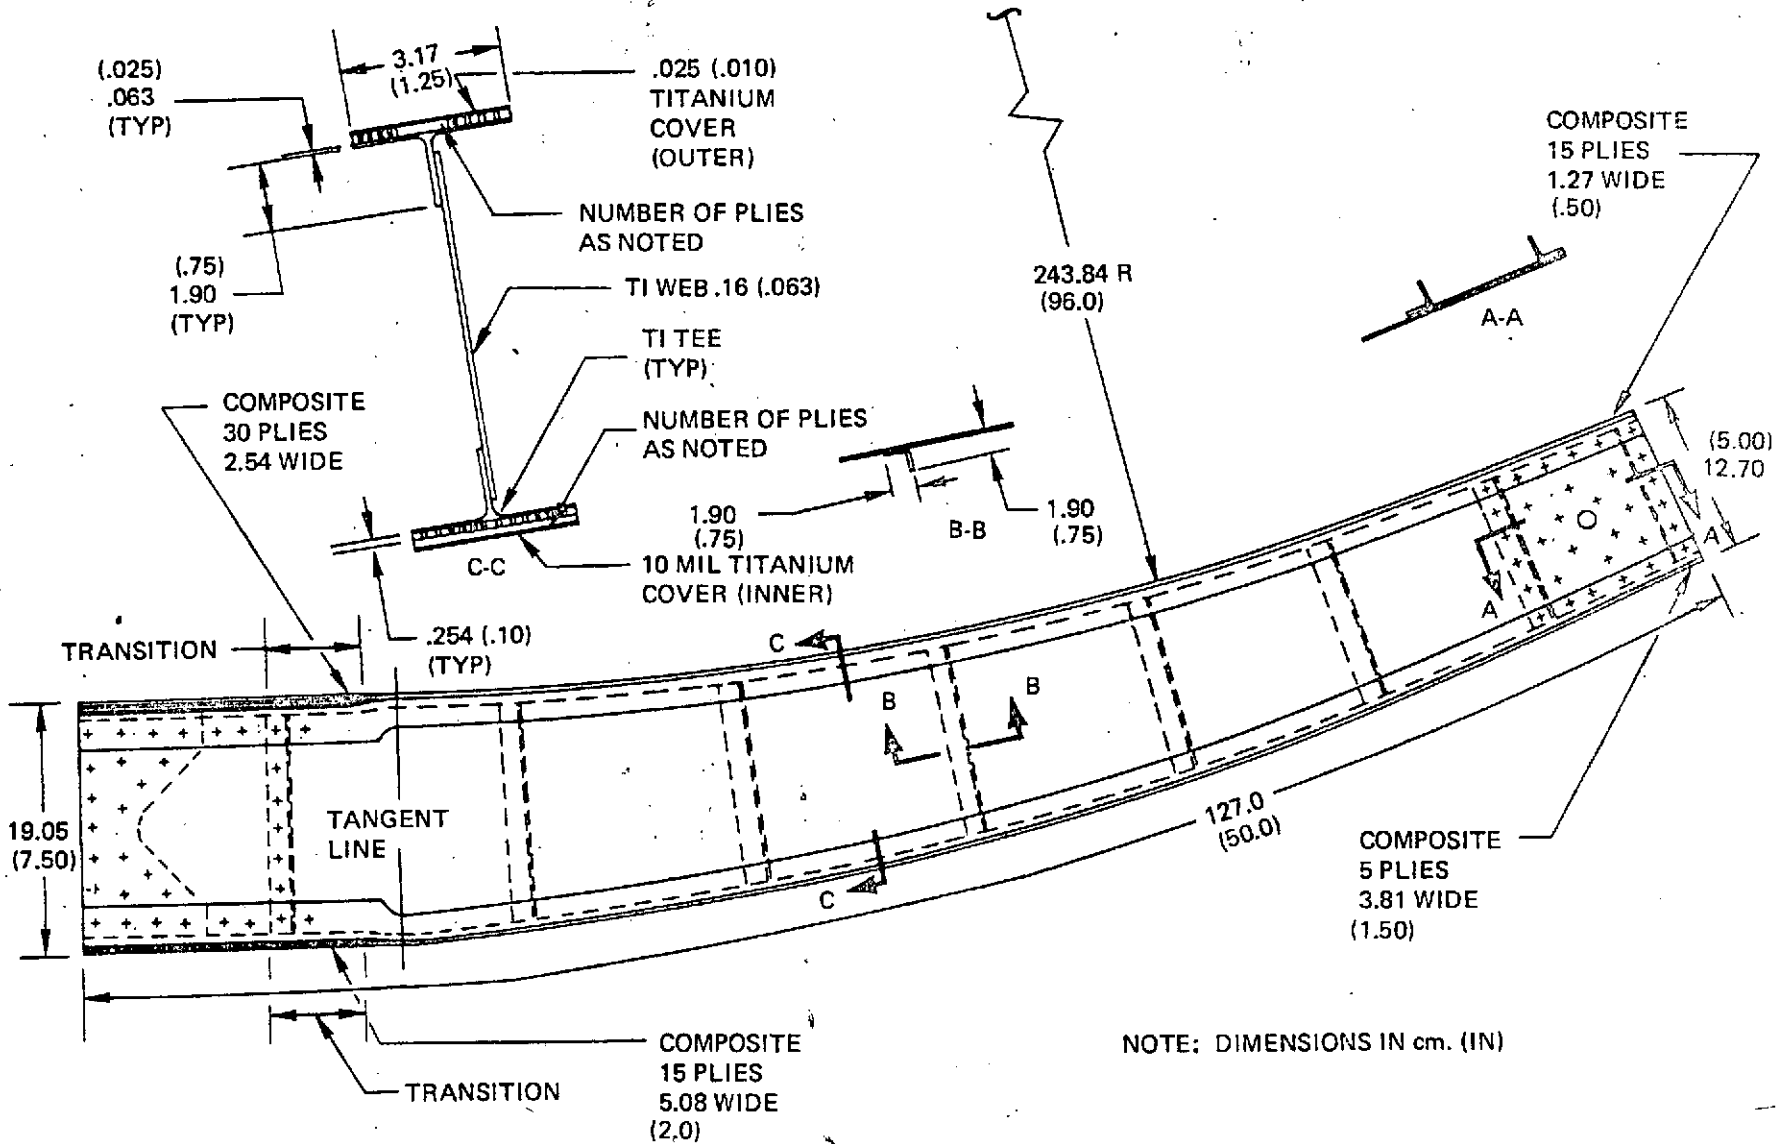 (.025)
.063
(TYP)
3.17
(1.25)
.025 (.010)
TITANIUM
COVER
(OUTER)
NUMBER OF PLIES
AS NOTED
(.75)
1.90
(TYP)
TI WEB .16 (.063)
TI TEE
(TYP)
COMPOSITE
30 PLIES
2.54 WIDE
NUMBER OF PLIES
AS NOTED
C-C
10 MIL TITANIUM
COVER (INNER)
.254 (.10)
(TYP)
1.90
(.75)
B-B
1.90
(.75)
243.84 R
(96.0)
COMPOSITE
15 PLIES
1.27 WIDE
(.50)
A-A
(5.00)
12.70
A
A
TRANSITION
C
B
B
C
19.05
(7.50)
TANGENT
LINE
127.0
(50.0)
COMPOSITE
5 PLIES
3.81 WIDE
(1.50)
TRANSITION
COMPOSITE
15 PLIES
5.08 WIDE
(2.0)
NOTE: DIMENSIONS IN cm. (IN)